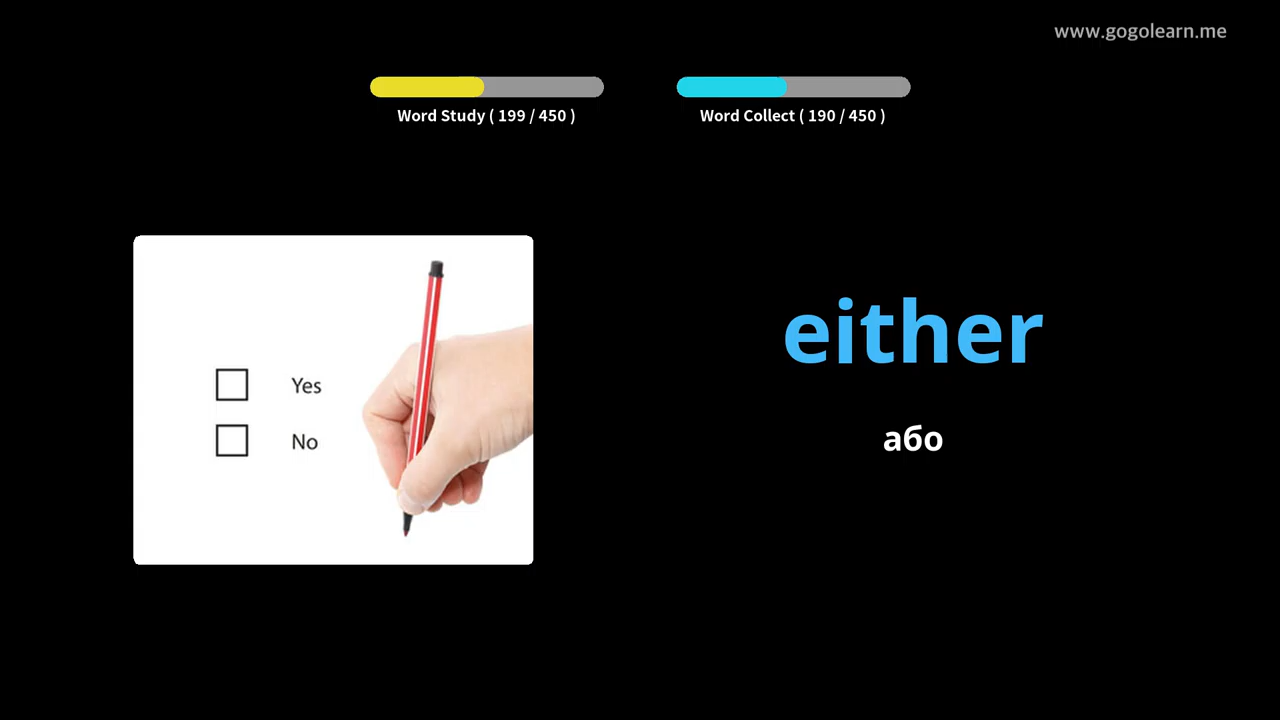 www.gogolearn.me
Word Study ( 199 / 450 )
Word Collect ( 190 / 450 )
Yes
No
either
або